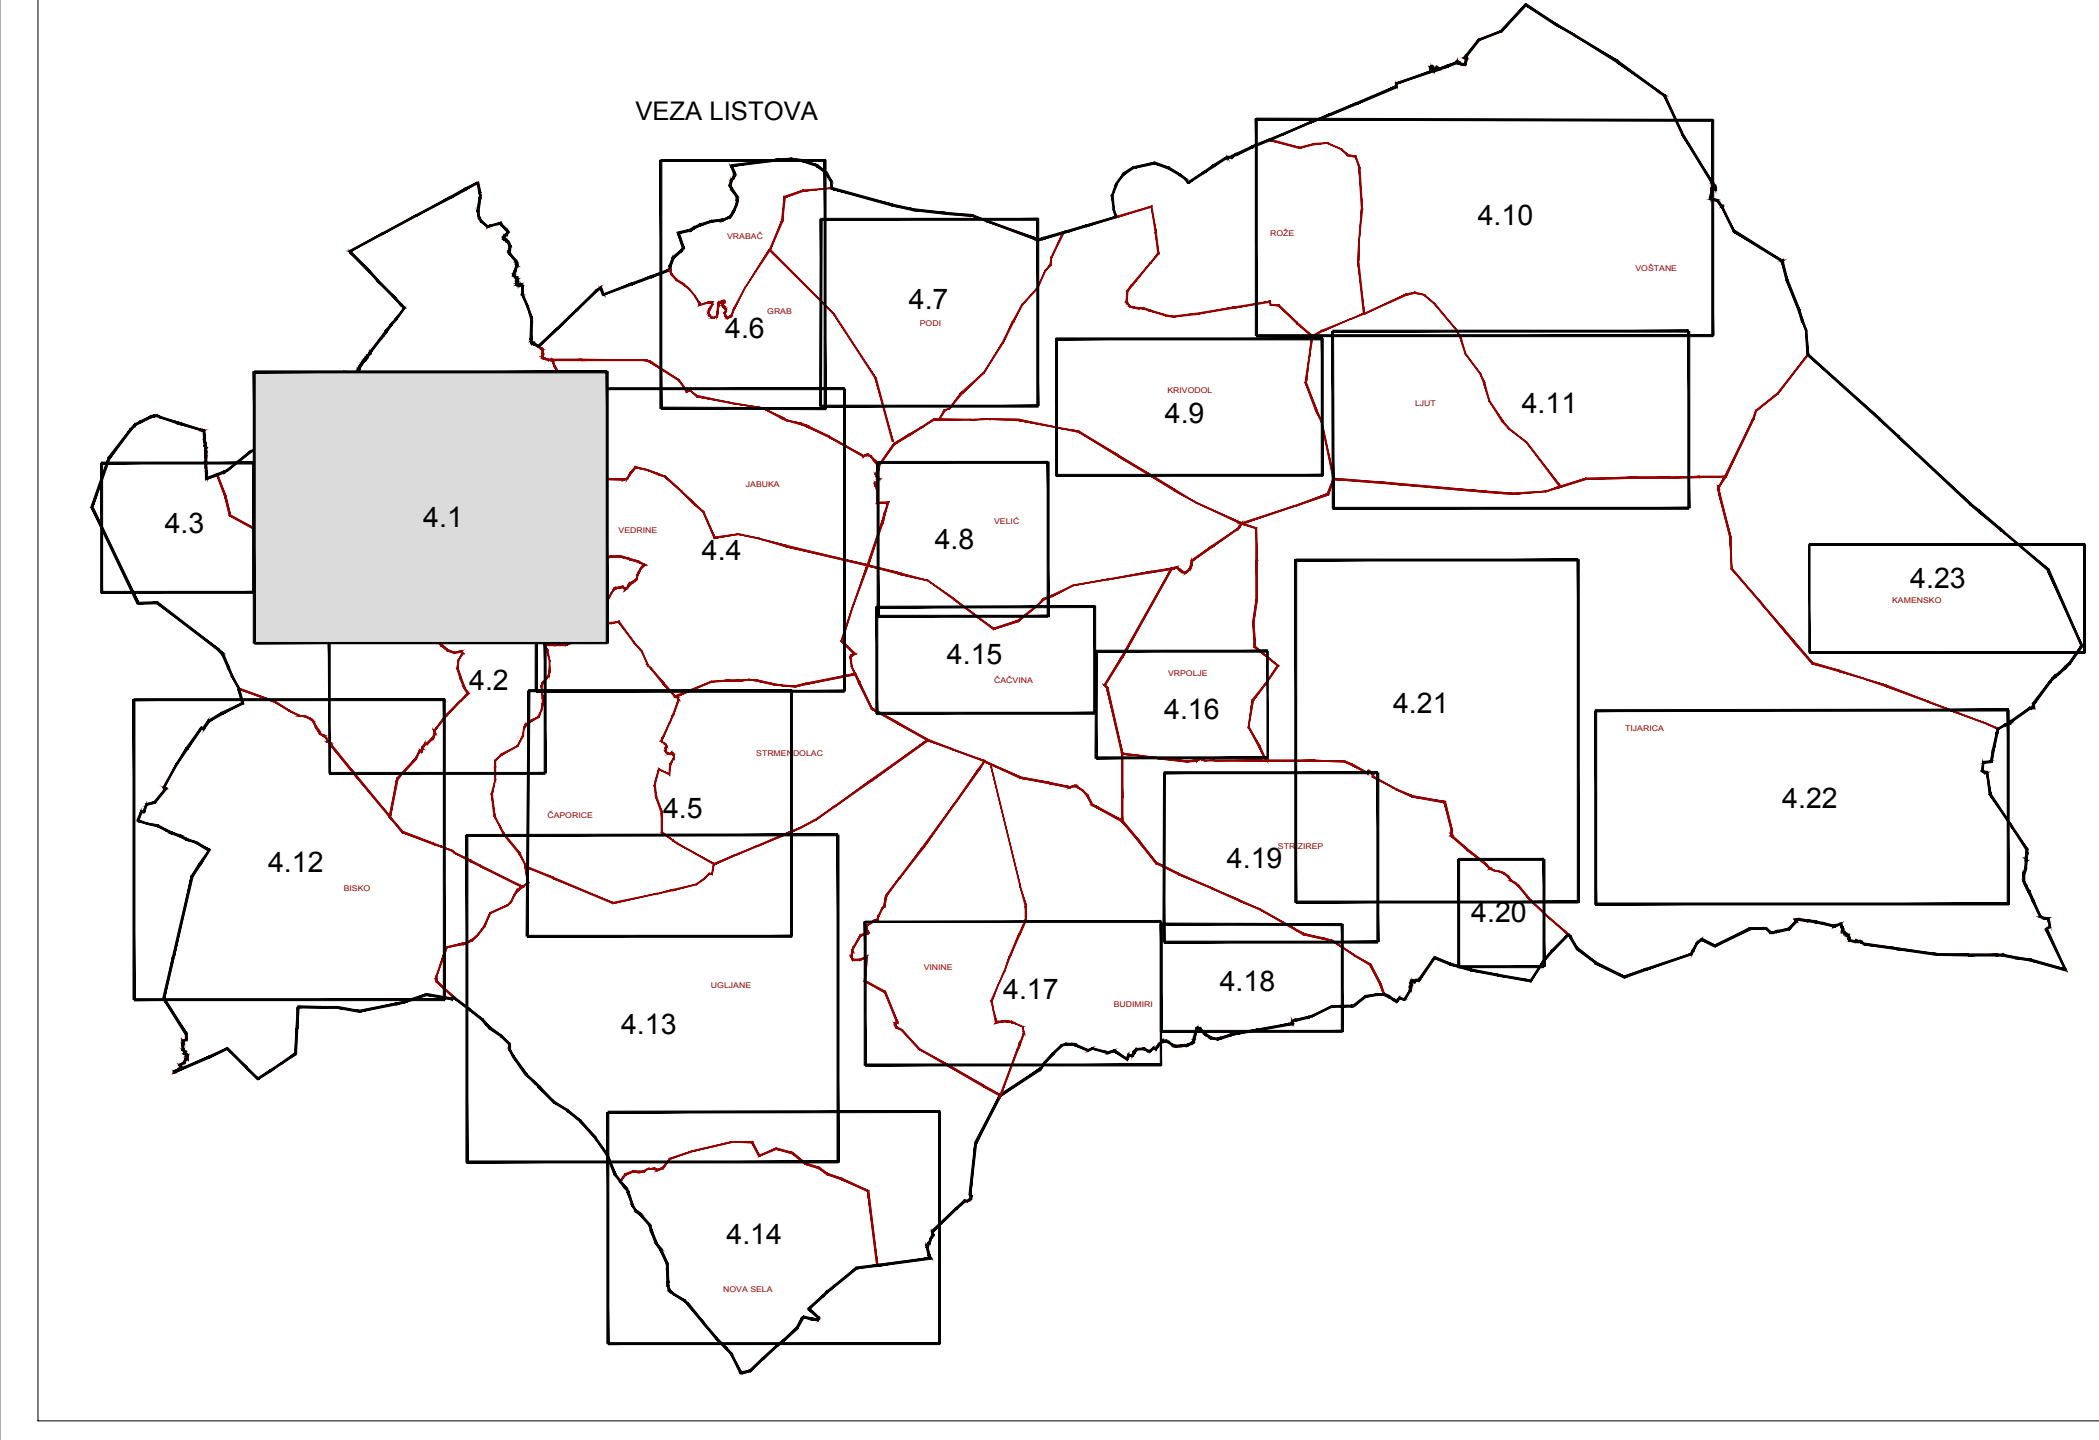 VEZA LISTOVA
4.10
ROŽE
VRABAČ
VOŠTANE
4.7
GRAB
PODI
4.6
KRIVODOL
4.9
LJUT
4.11
JABUKA
4.1
4.3
VEDRINE
4.4
VELIĆ
4.8
4.23
KAMENSKO
4.15
ČAČVINA
4.2
VRPOLJE
4.16
4.21
TIJARICA
STRMENDOLAC
4.22
4.5
ČAPORICE
STRIZIREP
4.19
4.12
BISKO
4.20
VININE
4.17
BUDIMIRI
4.18
UGLJANE
4.13
4.14
NOVA SELA